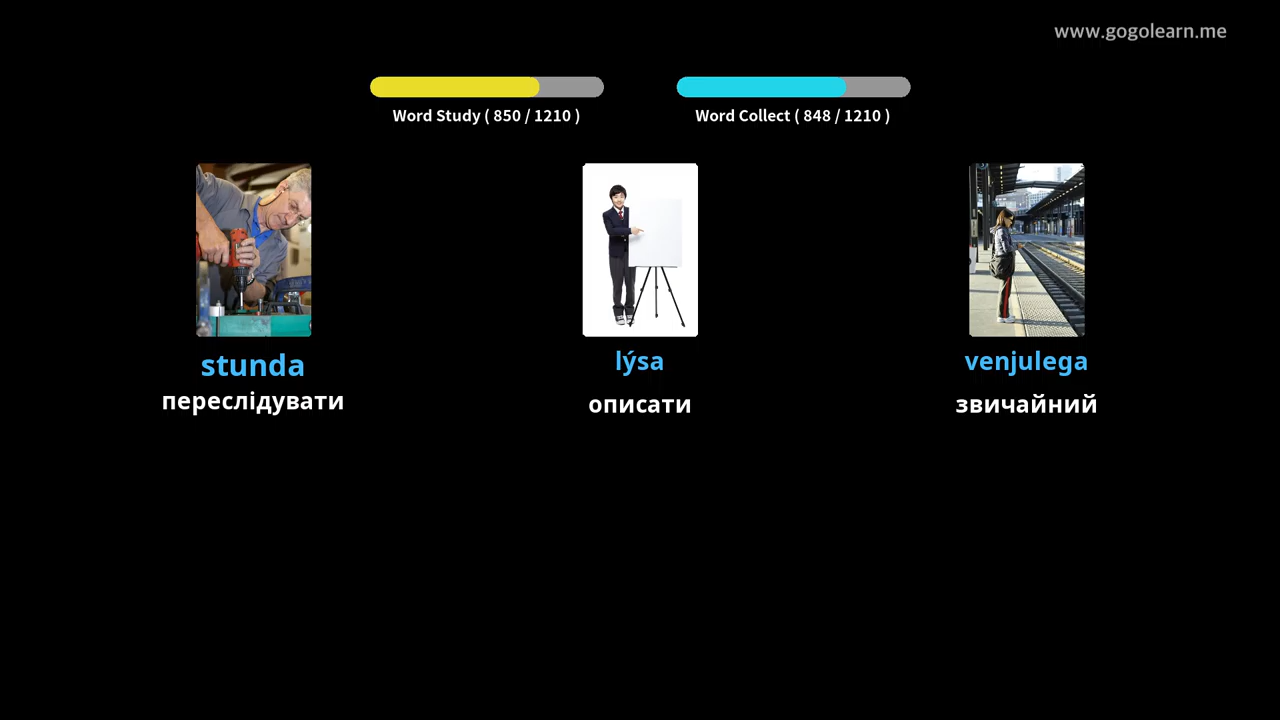 www.gogolearn.me
Word Study ( 850 / 1210 )
Word Collect ( 848 / 1210 )
stunda
lýsa
venjulega
переслідувати
описати
звичайний